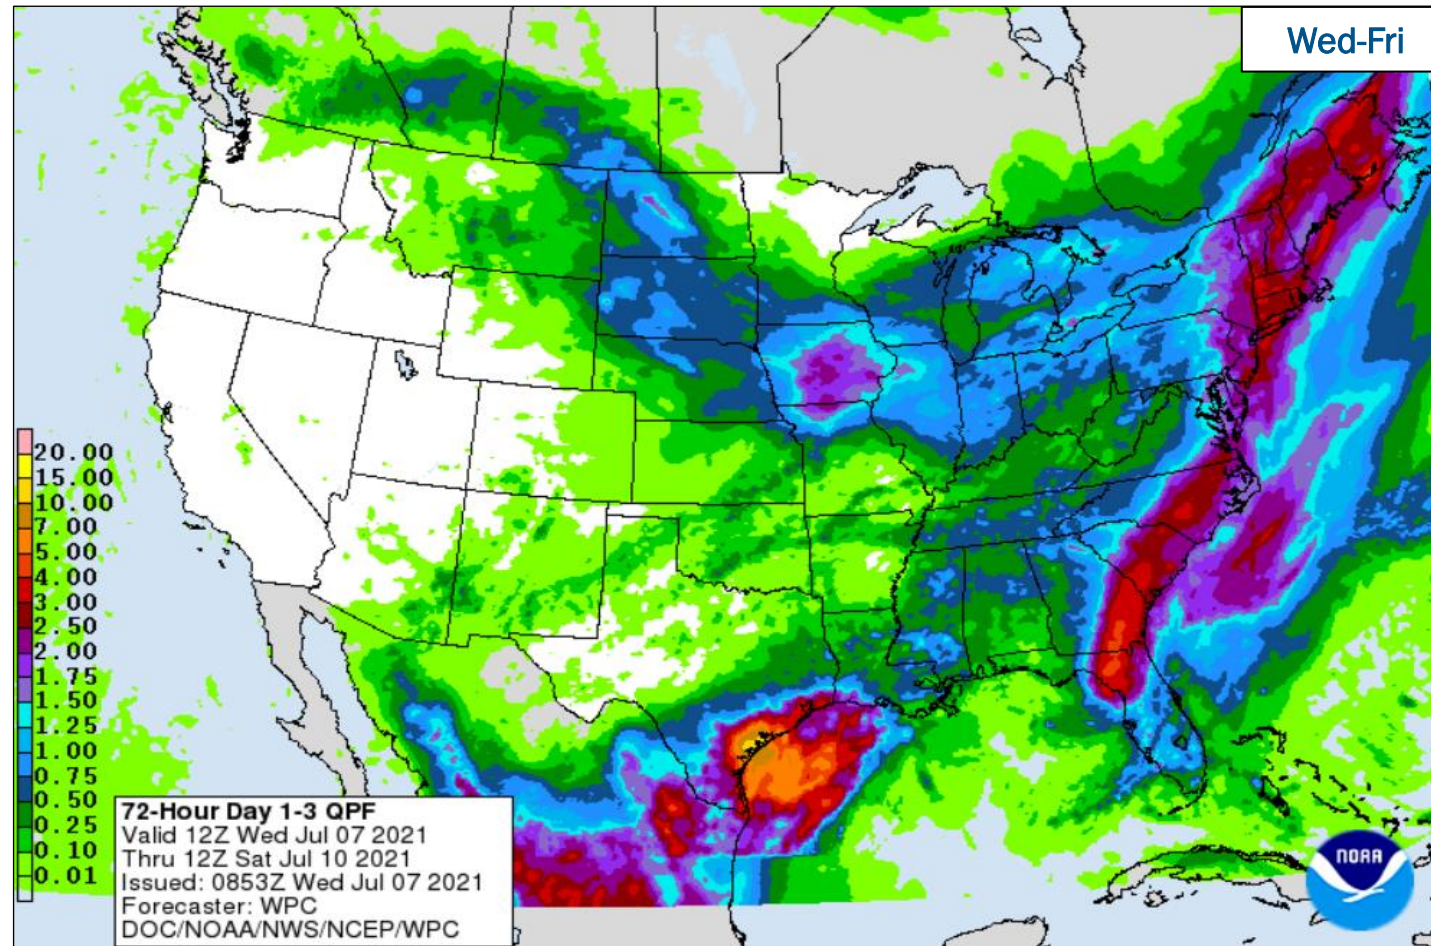 Wed-Fri
20.00
15.00
10.00
7.00
5.00
4.00
3.00
2.50
2.00
1.75
1.50
1.25
1.00
0.75
0.50
0.25
0.10
0.01
72-Hour Day 1-3 QPF
Valid 12Z Wed Jul 07 2021
Thru 12Z Sat Jul 10 2021
Issued: 0853Z Wed Jul 07 2021
Forecaster: WPC
DOC/NOAA/NWS/NCEP/WPC
NOAA